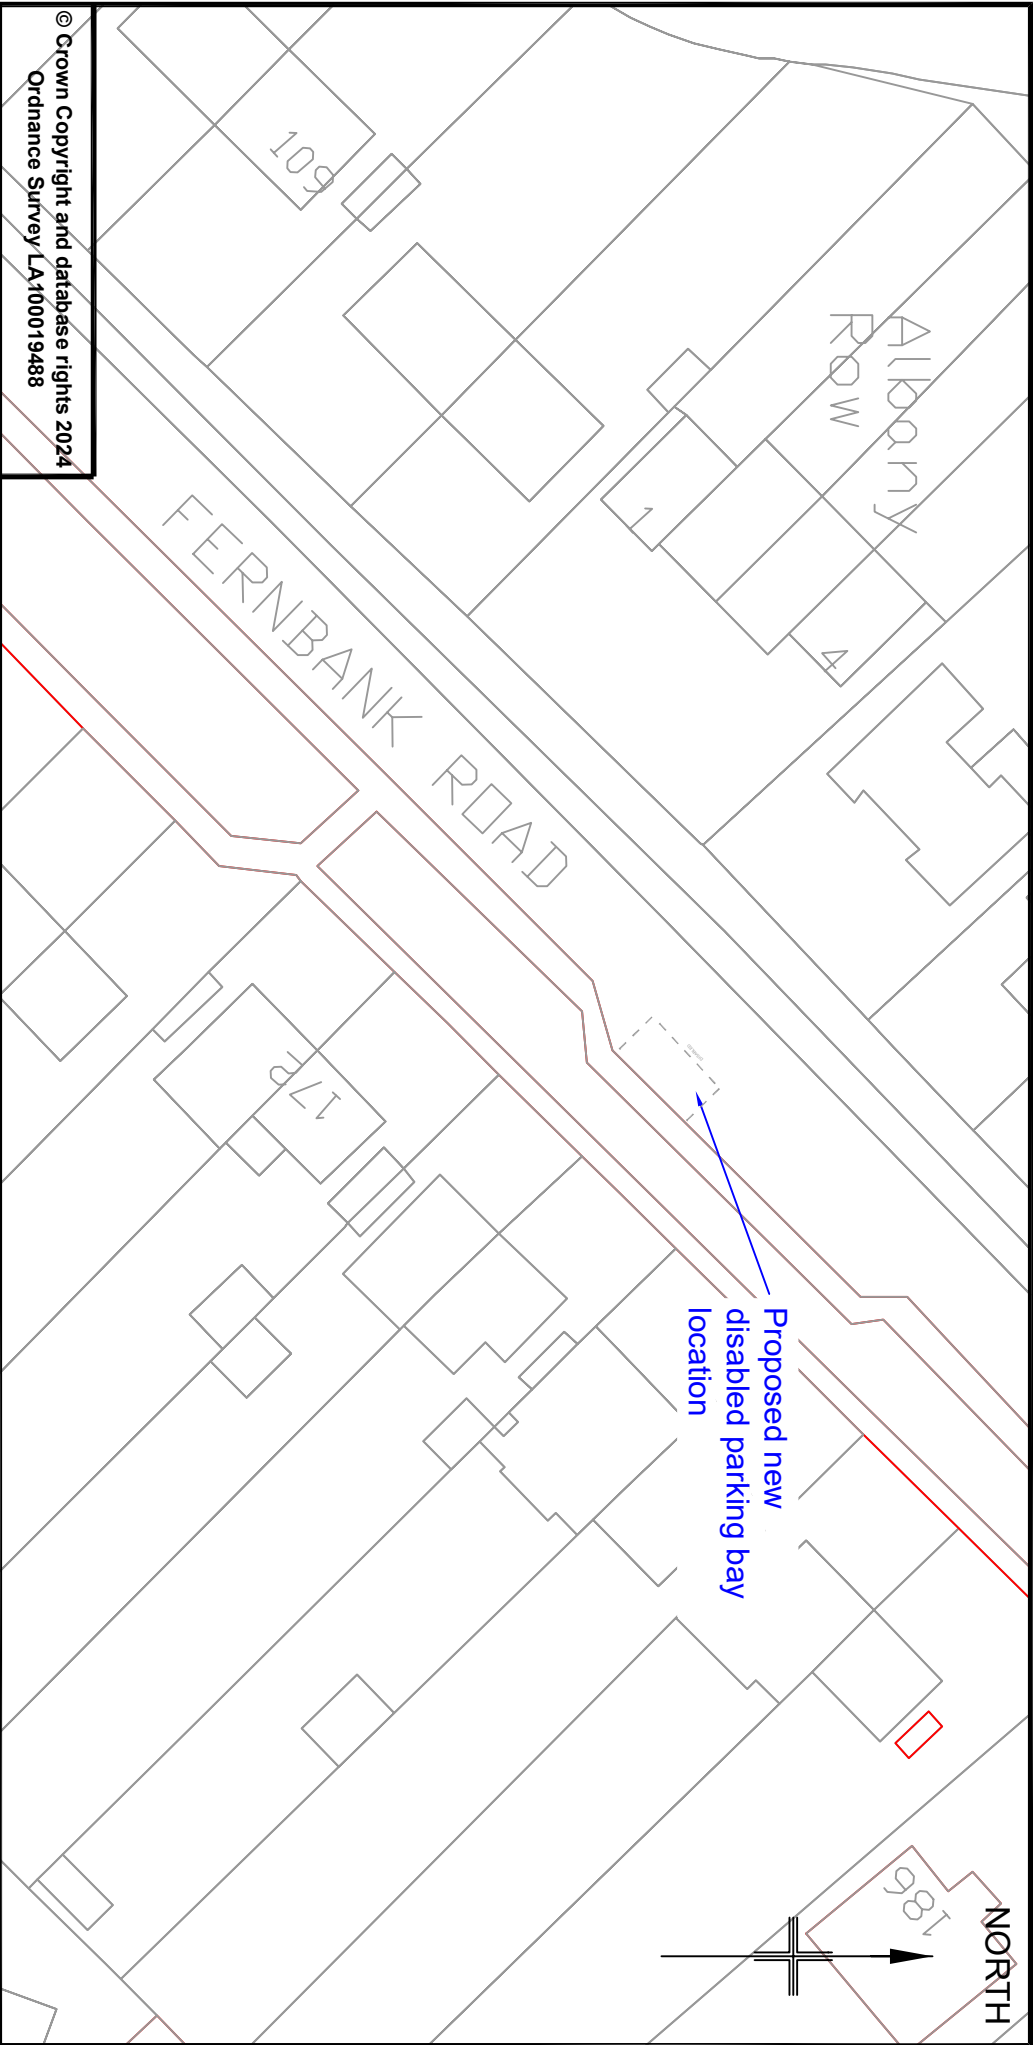 NORTH
186
Albany
Row
1
4
109
FERNBANK ROAD
172
Proposed new
disabled parking bay
location
© Crown Copyright and database rights 2024
Ordnance Survey LA100019488